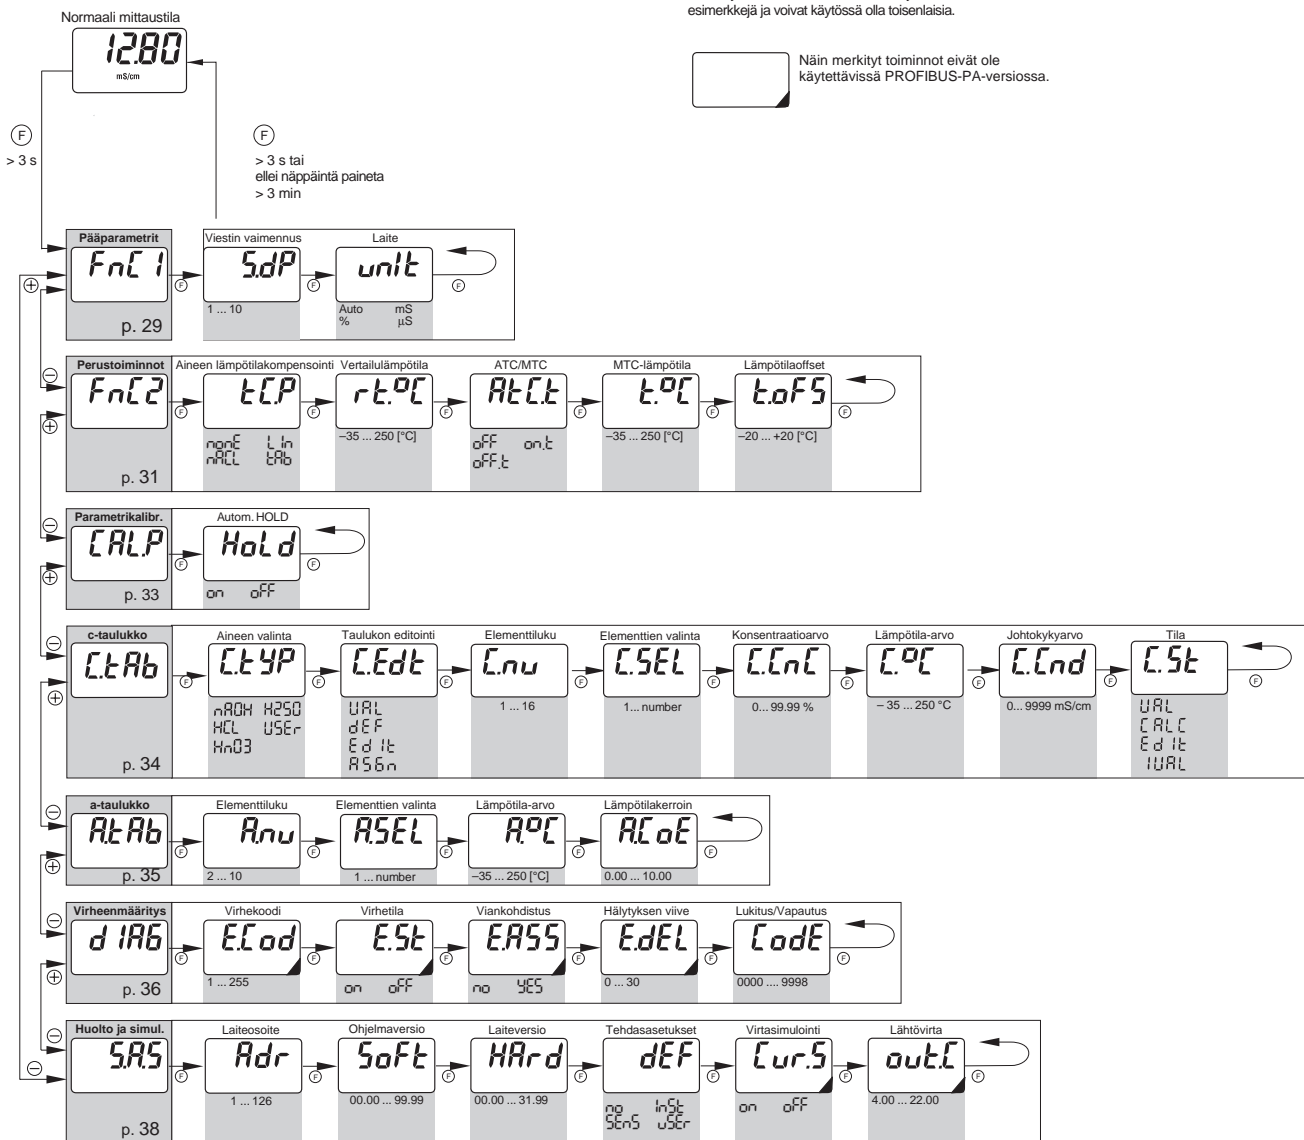 esimerkkejä ja voivat käytössä olla toisenlaisia.
Normaali mittaustila
12.80
mS/cm
Näin merkityt toiminnot eivät ole
käytettävissä PROFIBUS-PA-versiossa.
F
> 3 s
F
> 3 s tai
ellei näppäintä paineta
> 3 min
Pääparametrit Viestin vaimennus Laite
FnC1 S.dP unIt
F F F
+
1 ... 10 Auto mS
% µS
p. 29
Perustoiminnot Aineen lämpötilakompensointi Vertailulämpötila ATC/MTC MTC-lämpötila Lämpötilaoffset
−
FnC2 t.C.P rt.°C AtC.t t.°C t.oFS
F F F F F F
+
nonE LIn –35 ... 250 [°C] oFF on.t –35 ... 250 [°C] –20 ... +20 [°C]
nACL tAb oFF.t
p. 31
Parametrikalibr. Autom. HOLD
−
CAL.P HoLd
F F
+
on oFF
p. 33
c-taulukko Aineen valinta Taulukon editointi Elementtiluku Elementtien valinta Konsentraatioarvo Lämpötila-arvo Johtokykyarvo Tila
−
C.tAb C.tYP C.Edt C.nu C.SEL C.CnC C.°C C.Cnd C.St
F F F F F F F F F
+
nAOH H2SO VAL 1 ... 16 1... number 0... 99.99 % – 35 ... 250 °C 0... 9999 mS/cm VAL
HCL USEr dEF CALC
HnO3 EdIt EdIt
ASGn IVAL
p. 34
a-taulukko Elementtiluku Elementtien valinta Lämpötila-arvo Lämpötilakerroin
−
A.tAb A.nu A.SEL A.°C A.CoE
F F F F F
+
p. 35 2 ... 10 1 ... number –35 ... 250 [°C] 0.00 ... 10.00
Virheenmääritys Virhekoodi Virhetila Viankohdistus Hälytyksen viive Lukitus/Vapautus
−
dIAG E.Cod E.St E.ASS E.dEL CodE
F F F F F F
+
1 ... 255 on oFF no YES 0 ... 30 0000 .... 9998
p. 36
Huolto ja simul. Laiteosoite Ohjelmaversio Laiteversio Tehdasasetukset Virtasimulointi Lähtövirta
−
S.A.S Adr SoFt HArd dEF Cur.S out.C
F F F F F F F
−
1 ... 126 00.00 ... 99.99 00.00 ... 31.99 no InSt on oFF 4.00 ... 22.00
SEnS uSEr
p. 38